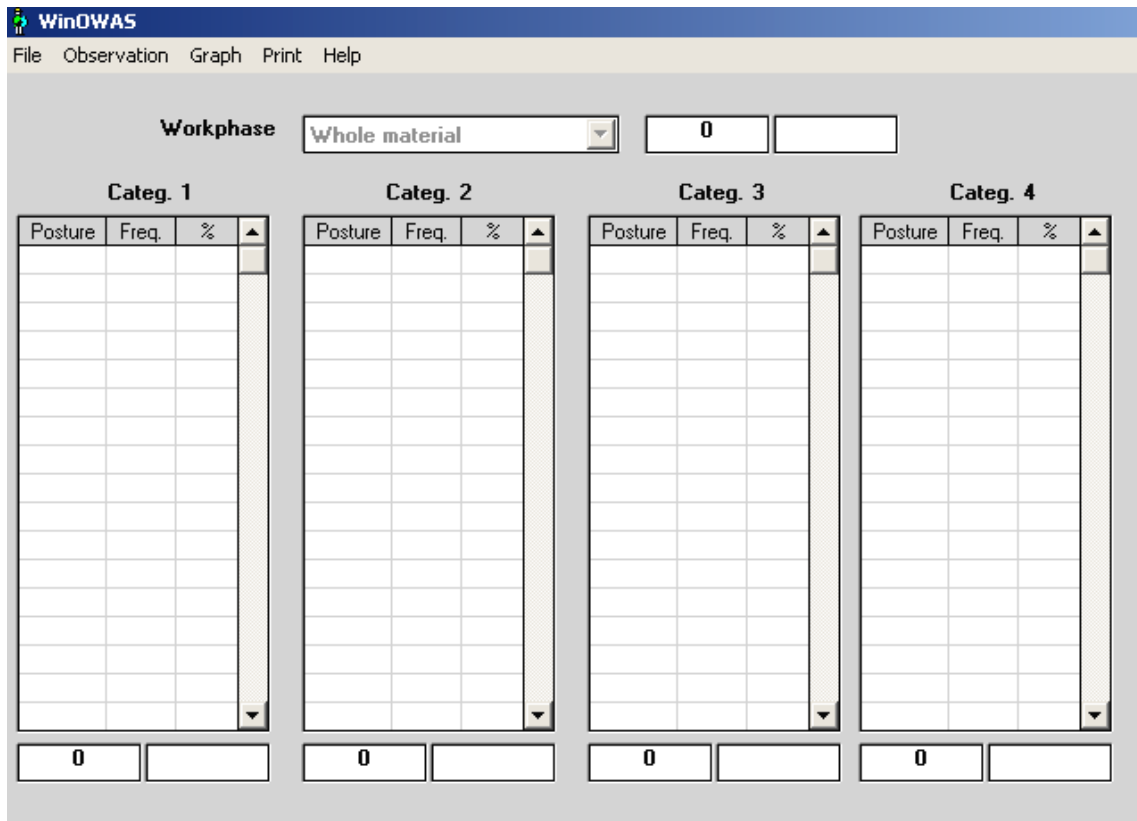 WinOWAS
File Observation Graph Print Help
Workphase Whole material 0
Categ. 1 Categ. 2 Categ. 3 Categ. 4
Posture Freq. % Posture Freq. % Posture Freq. % Posture Freq. %
0 0 0 0